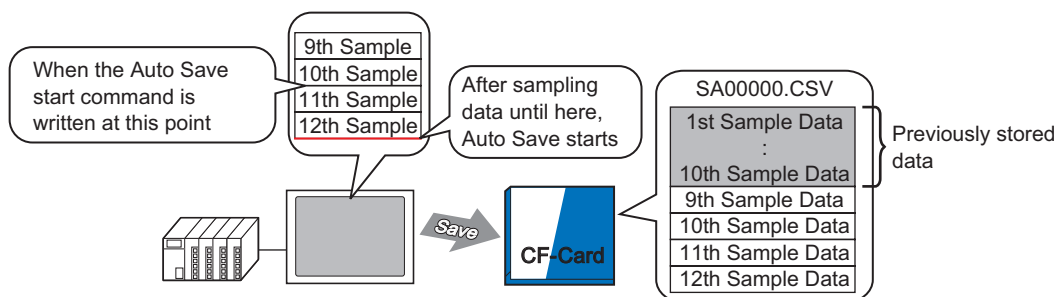 When the Auto Save
start command is
written at this point
9th Sample
10th Sample
11th Sample
12th Sample
After sampling
data until here,
Auto Save starts
Save
CF-Card
SA00000.CSV
1st Sample Data
:
10th Sample Data
9th Sample Data
10th Sample Data
11th Sample Data
12th Sample Data
Previously stored
data